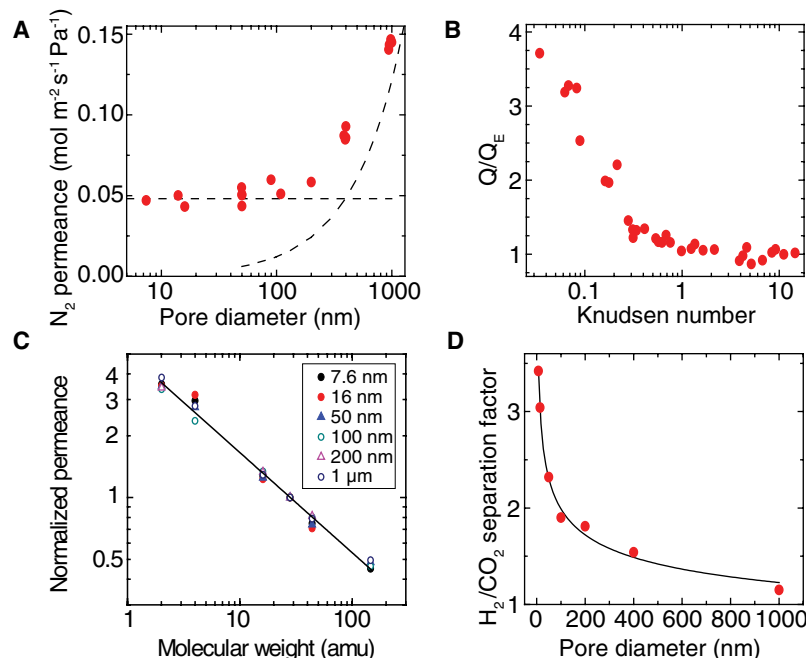 A
N₂ permeance (mol m⁻² s⁻¹ Pa⁻¹)
0.15
0.10
0.05
0.00
10
100
1000
Pore diameter (nm)
B
Q/Q_E
4
3
2
1
0.1
1
10
Knudsen number
C
Normalized permeance
4
3
2
1
0.5
7.6 nm
16 nm
50 nm
100 nm
200 nm
1 µm
1
10
100
Molecular weight (amu)
D
H₂/CO₂ separation factor
3
2
1
0
200
400
600
800
1000
Pore diameter (nm)